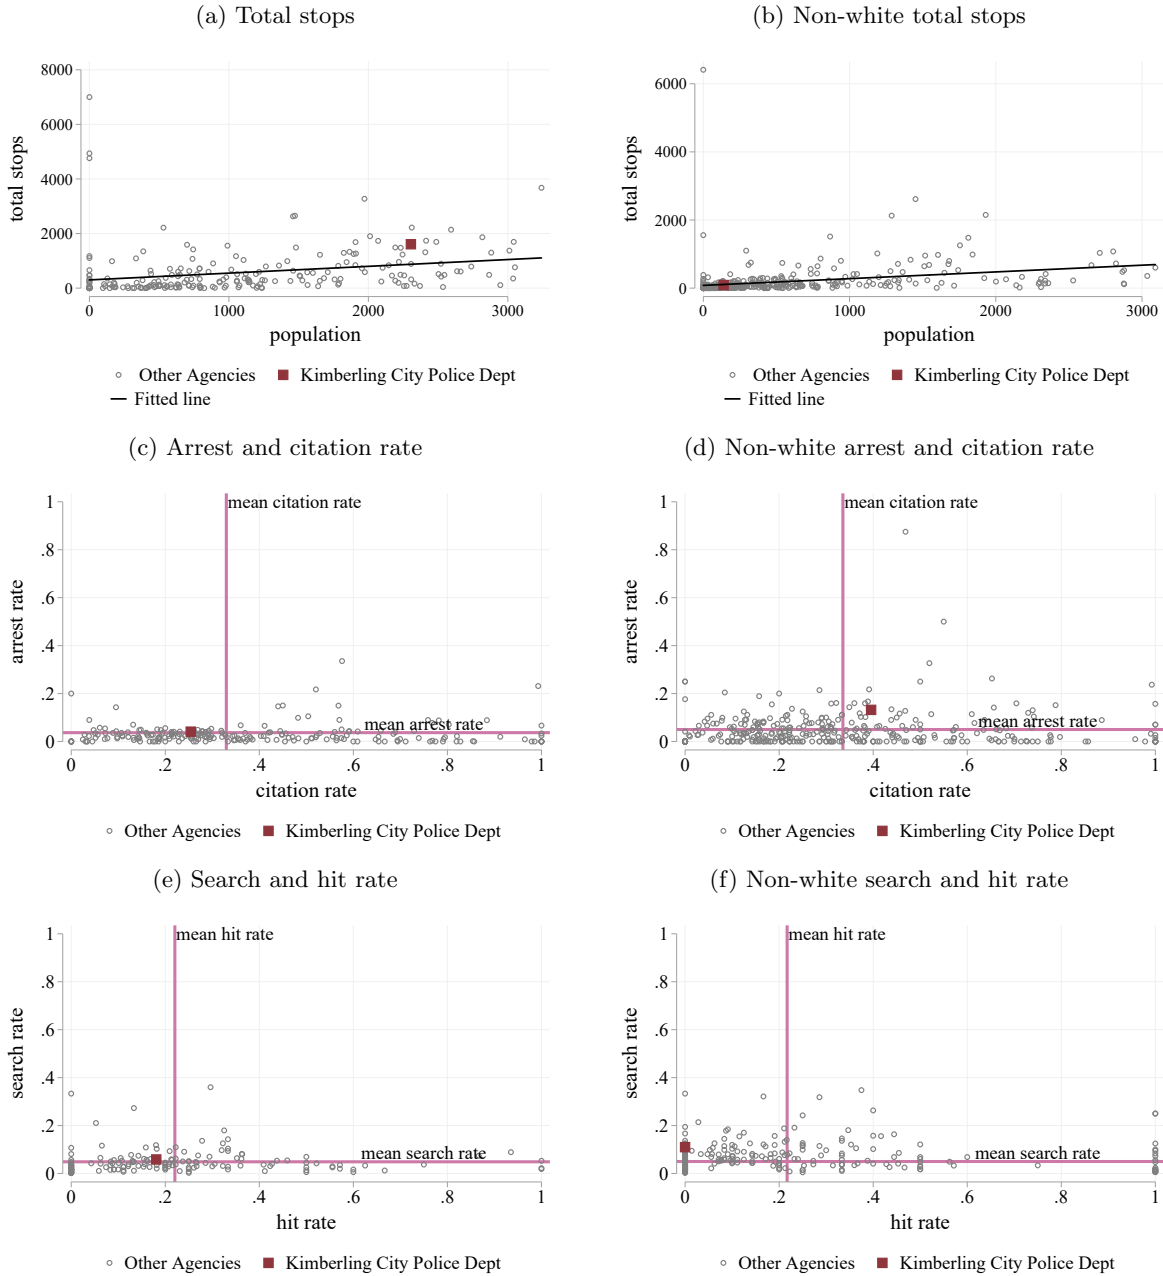 (a) Total stops
(b) Non-white total stops
8000
6000
4000
2000
0
total stops
0
1000
2000
3000
population
Other Agencies
Kimberling City Police Dept
Fitted line
6000
4000
2000
0
total stops
0
1000
2000
3000
population
Other Agencies
Kimberling City Police Dept
Fitted line
(c) Arrest and citation rate
(d) Non-white arrest and citation rate
1
.8
.6
.4
.2
0
arrest rate
mean citation rate
mean arrest rate
0
.2
.4
.6
.8
1
citation rate
Other Agencies
Kimberling City Police Dept
1
.8
.6
.4
.2
0
arrest rate
mean citation rate
mean arrest rate
0
.2
.4
.6
.8
1
citation rate
Other Agencies
Kimberling City Police Dept
(e) Search and hit rate
(f) Non-white search and hit rate
1
.8
.6
.4
.2
0
search rate
mean hit rate
mean search rate
0
.2
.4
.6
.8
1
hit rate
Other Agencies
Kimberling City Police Dept
1
.8
.6
.4
.2
0
search rate
mean hit rate
mean search rate
0
.2
.4
.6
.8
1
hit rate
Other Agencies
Kimberling City Police Dept